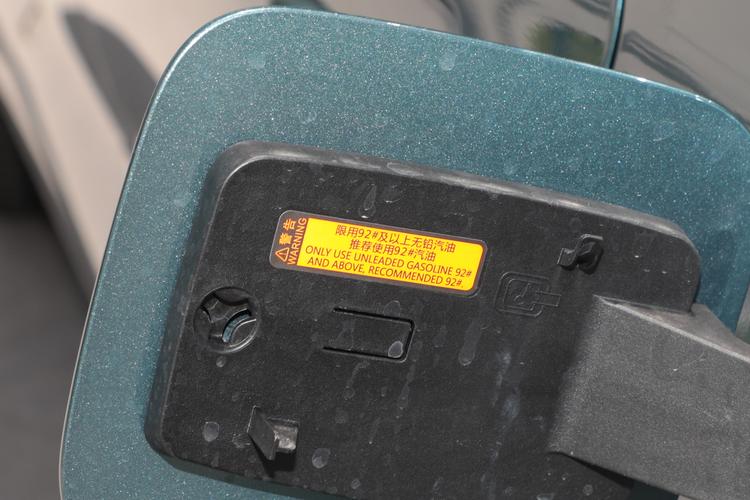 警告
WARNING
限用92#及以上无铅汽油
推荐使用92#汽油
ONLY USE UNLEADED GASOLINE 92#
AND ABOVE, RECOMMENDED 92#.